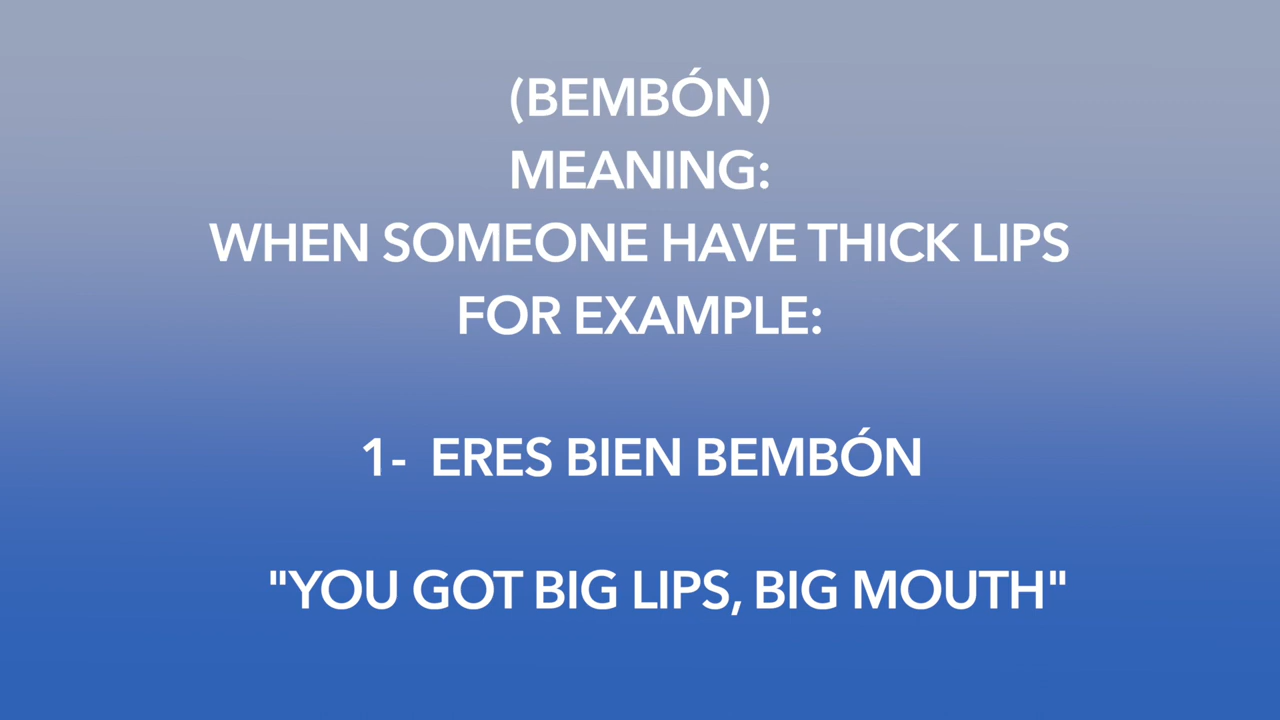 (BEMBÓN)
MEANING:
WHEN SOMEONE HAVE THICK LIPS
FOR EXAMPLE:
1- ERES BIEN BEMBÓN
"YOU GOT BIG LIPS, BIG MOUTH"